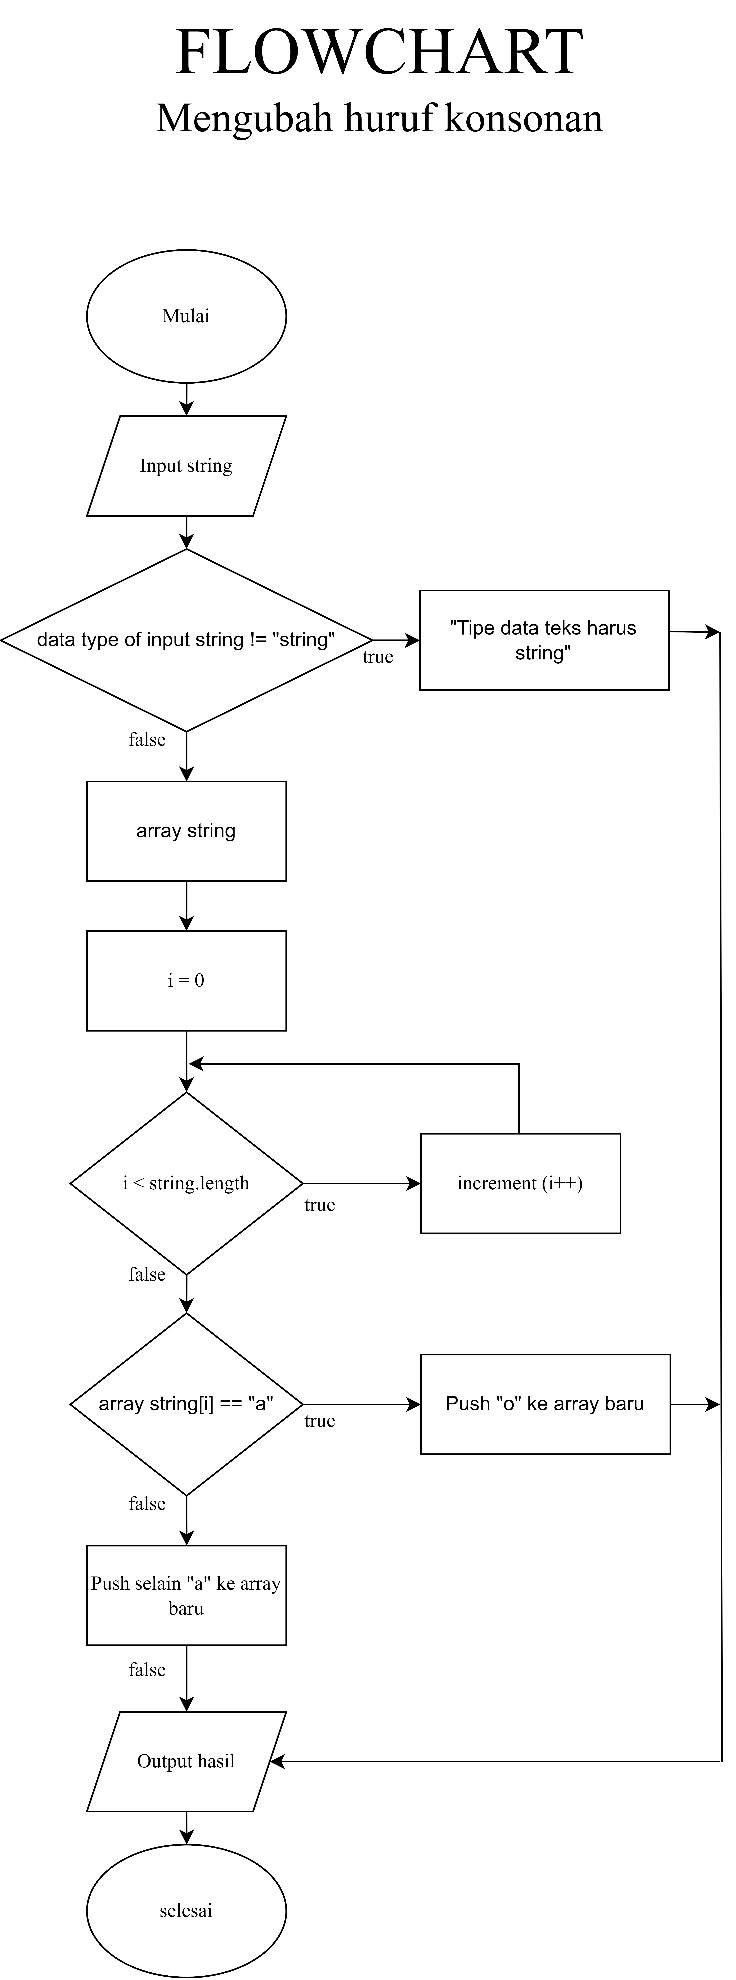 FLOWCHART
Mengubah huruf konsonan
Mulai
Input string
data type of input string != "string"
true
"Tipe data teks harus
string"
false
array string
i = 0
i < string.length
true
increment (i++)
false
array string[i] == "a"
true
Push "o" ke array baru
false
Push selain "a" ke array
baru
false
Output hasil
selesai